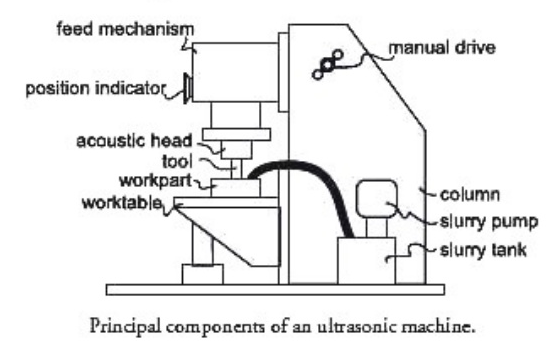 feed mechanism
manual drive
position indicator
acoustic head
tool
workpart
worktable
column
slurry pump
slurry tank
Principal components of an ultrasonic machine.